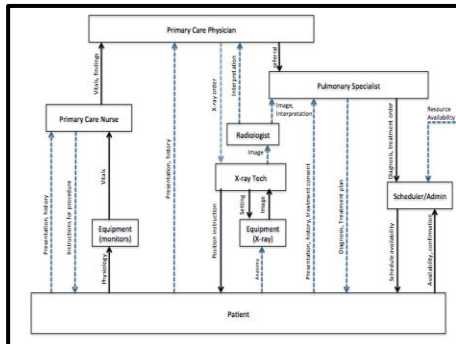 Primary Care Physician
Vitals, findings
Presentation, history
X-ray order
Interpretation
referral
Pulmonary Specialist
Image,
Interpretation
Resource
Availability
Primary Care Nurse
Radiologist
Image
Diagnosis, treatment order
X-ray Tech
Scheduler/Admin
Presentation, history
Instructions for procedure
Vitals
Setting
Image
Presentation, history, treatment consent
Diagnosis, Treatment plan
Equipment
(monitors)
Position instruction
Equipment
(X-ray)
Physiology
Anatomy
Schedule availability
Availability, confirmation
Patient